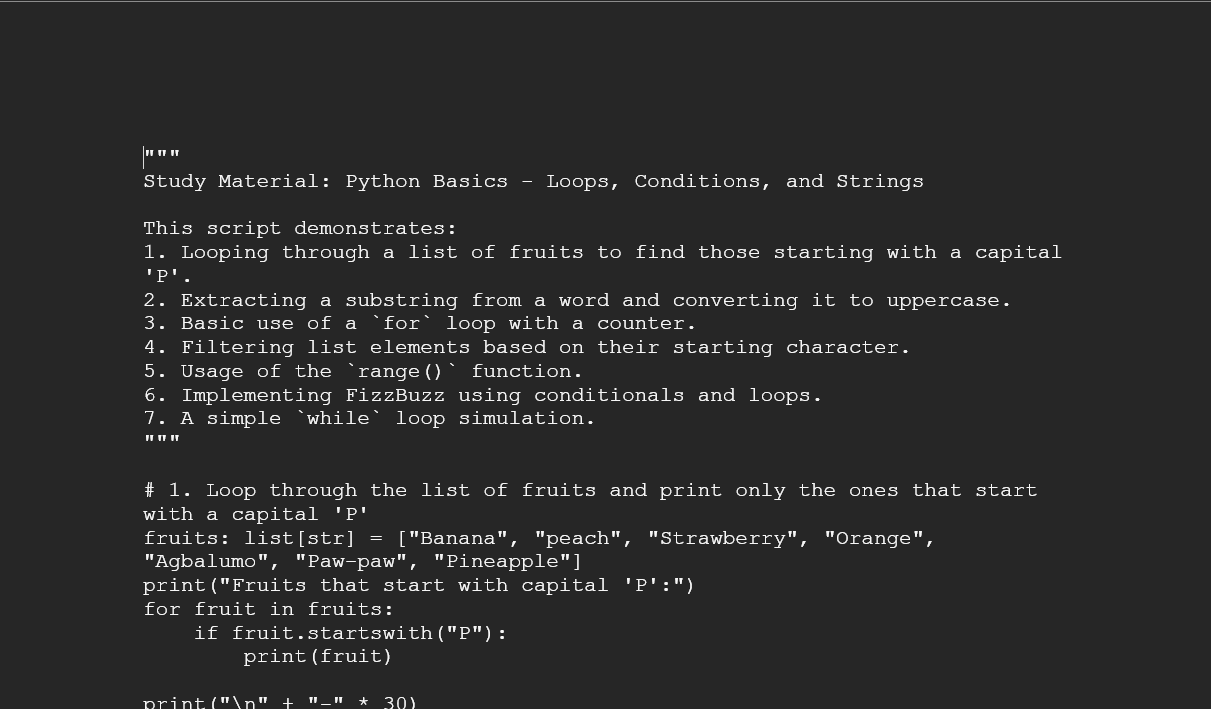 """
Study Material: Python Basics - Loops, Conditions, and Strings
This script demonstrates:
1. Looping through a list of fruits to find those starting with a capital
'P'.
2. Extracting a substring from a word and converting it to uppercase.
3. Basic use of a `for` loop with a counter.
4. Filtering list elements based on their starting character.
5. Usage of the `range()` function.
6. Implementing FizzBuzz using conditionals and loops.
7. A simple `while` loop simulation.
"""
# 1. Loop through the list of fruits and print only the ones that start
with a capital 'P'
fruits: list[str] = ["Banana", "peach", "Strawberry", "Orange",
"Agbalumo", "Paw-paw", "Pineapple"]
print("Fruits that start with capital 'P':")
for fruit in fruits:
    if fruit.startswith("P"):
        print(fruit)
print("\n" + "-" * 30)